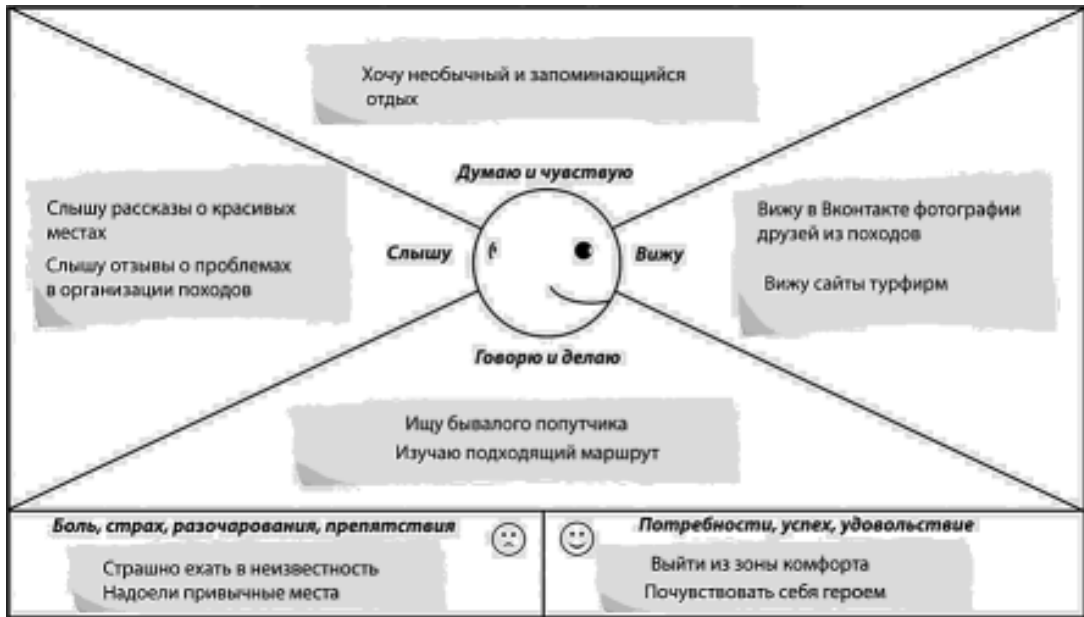 Хочу необычный и запоминающийся
отдых
Думаю и чувствую
Слышу рассказы о красивых
местах
Слышу отзывы о проблемах
в организации походов
Слышу
Вижу
Вижу в Вконтакте фотографии
друзей из походов
Вижу сайты турфирм
Говорю и делаю
Ищу бывалого попутчика
Изучаю подходящий маршрут
Боль, страх, разочарования, препятствия
Страшно ехать в неизвестность
Надоели привычные места
Потребности, успех, удовольствие
Выйти из зоны комфорта
Почувствовать себя героем